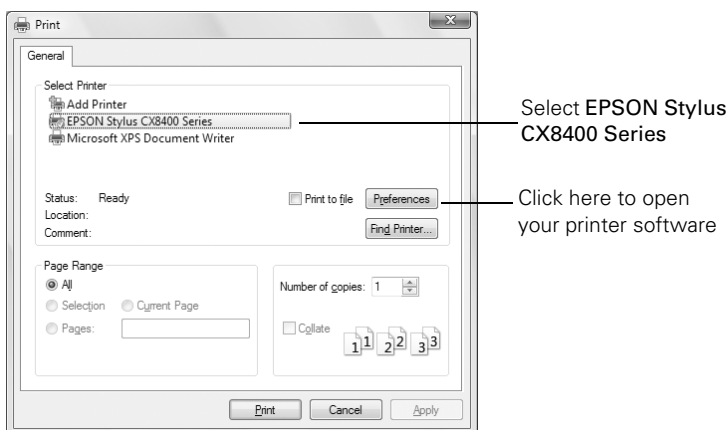 Print
General
Select Printer
Add Printer
EPSON Stylus CX8400 Series
Microsoft XPS Document Writer
Select EPSON Stylus
CX8400 Series
Status: Ready
Print to file
Preferences
Location:
Comment:
Find Printer...
Click here to open
your printer software
Page Range
All
Selection
Current Page
Pages:
Number of copies: 1
Collate
1 1 2 2 3 3
Print
Cancel
Apply